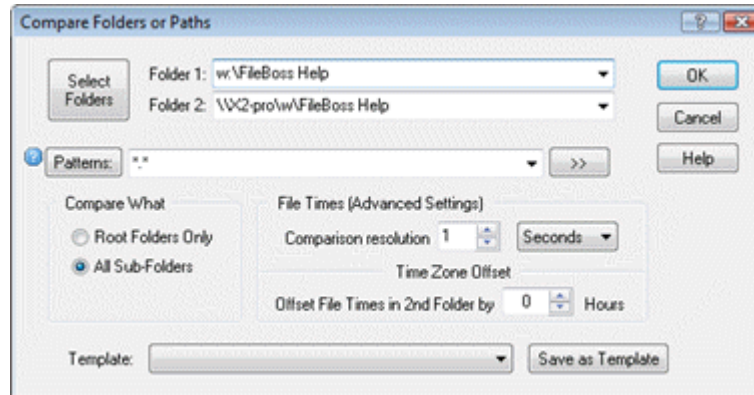 Compare Folders or Paths
Select Folders
Folder 1: w:\FileBoss Help
OK
Folder 2: \\X2-pro\w\FileBoss Help
Cancel
Patterns: *.*
>>
Help
Compare What
File Times (Advanced Settings)
Root Folders Only
Comparison resolution 1 Seconds
All Sub-Folders
Time Zone Offset
Offset File Times in 2nd Folder by 0 Hours
Template:
Save as Template